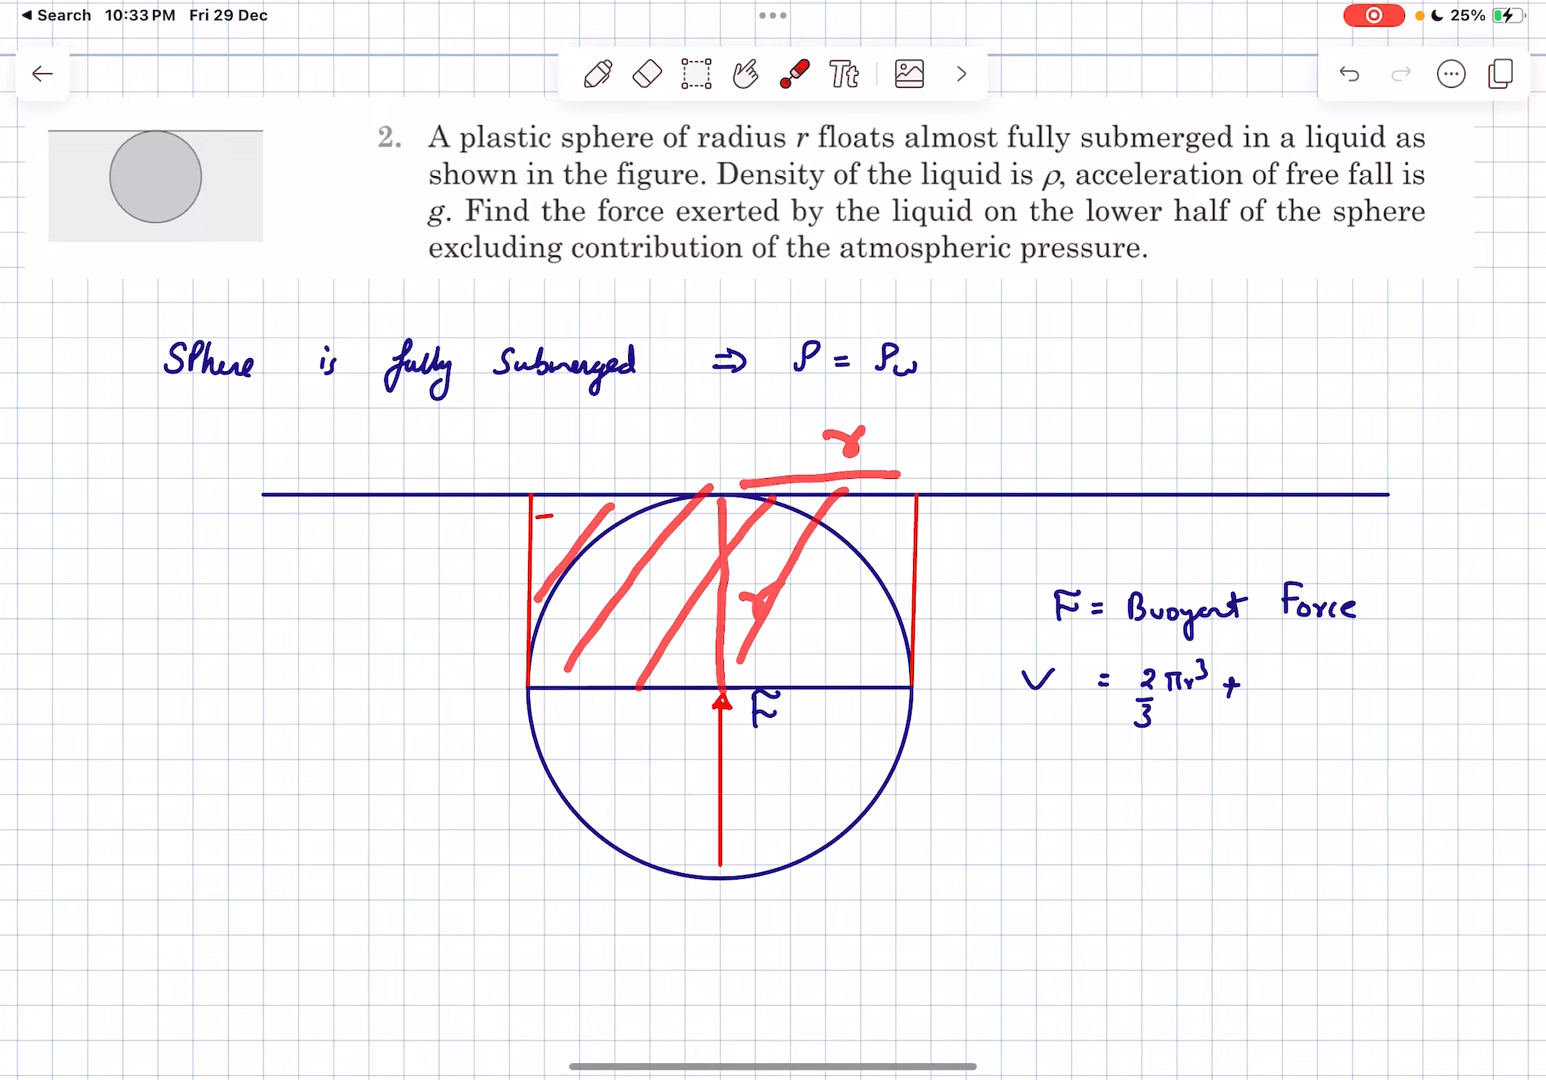 ◀ Search 10:33 PM Fri 29 Dec
25%
Tt
2. A plastic sphere of radius r floats almost fully submerged in a liquid as
shown in the figure. Density of the liquid is ρ, acceleration of free fall is
g. Find the force exerted by the liquid on the lower half of the sphere
excluding contribution of the atmospheric pressure.
Sphere is fully submerged ⇒ ρ = ρw
r
r
F
F = Buoyant Force
V = 2/3 πr³ +